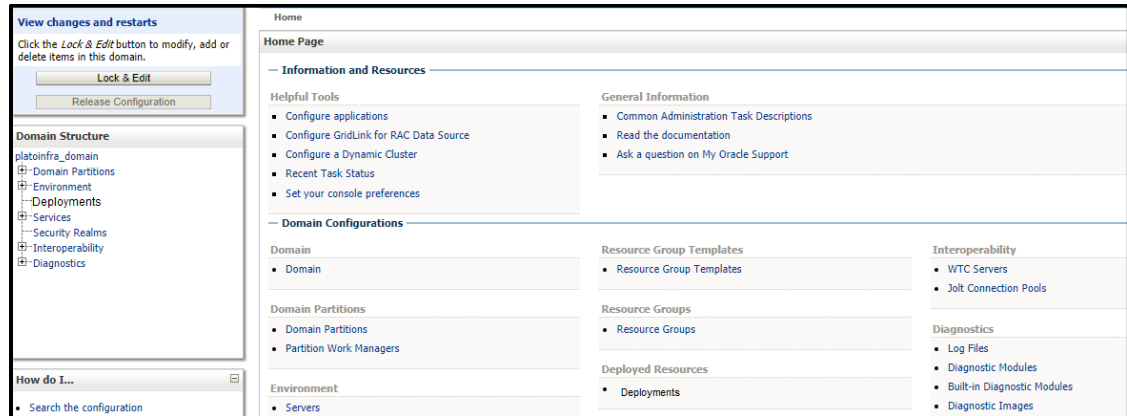 View changes and restarts
Click the Lock & Edit button to modify, add or
delete items in this domain.
Lock & Edit
Release Configuration
Domain Structure
platoinfra_domain
Domain Partitions
Environment
Deployments
Services
Security Realms
Interoperability
Diagnostics
How do I...
Search the configuration
Home
Home Page
Information and Resources
Helpful Tools
Configure applications
Configure GridLink for RAC Data Source
Configure a Dynamic Cluster
Recent Task Status
Set your console preferences
General Information
Common Administration Task Descriptions
Read the documentation
Ask a question on My Oracle Support
Domain Configurations
Domain
Domain
Domain Partitions
Domain Partitions
Partition Work Managers
Environment
Servers
Resource Group Templates
Resource Group Templates
Resource Groups
Resource Groups
Deployed Resources
Deployments
Interoperability
WTC Servers
Jolt Connection Pools
Diagnostics
Log Files
Diagnostic Modules
Built-in Diagnostic Modules
Diagnostic Images